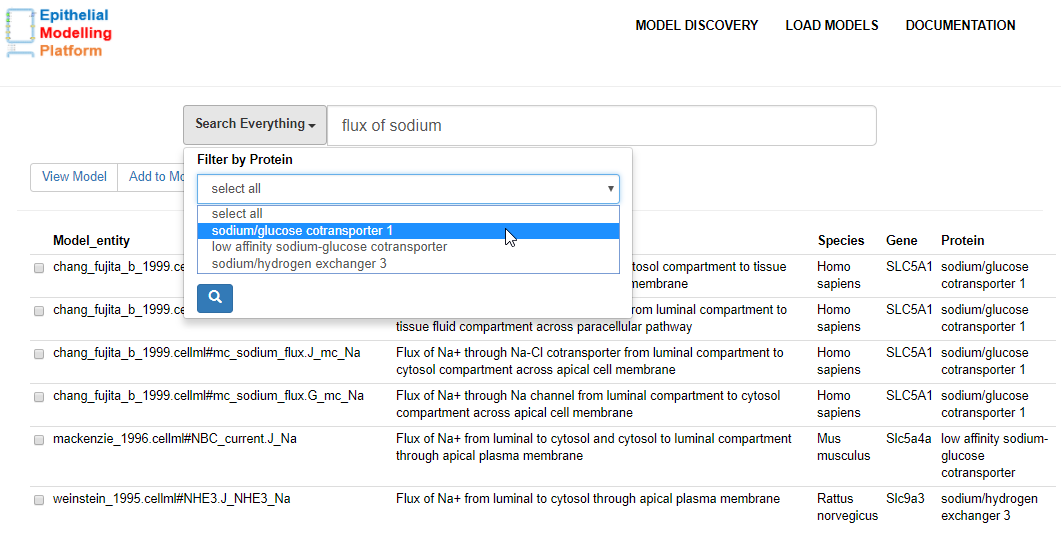 Epithelial
Modelling
Platform
MODEL DISCOVERY LOAD MODELS DOCUMENTATION
Search Everything flux of sodium
Filter by Protein
View Model Add to Mo
select all
select all
sodium/glucose cotransporter 1
low affinity sodium-glucose cotransporter
sodium/hydrogen exchanger 3
Model_entity Species Gene Protein
chang_fujita_b_1999.ce tosol compartment to tissue Homo SLC5A1 sodium/glucose
membrane sapiens cotransporter 1
chang_fujita_b_1999.ce from luminal compartment to Homo SLC5A1 sodium/glucose
tissue fluid compartment across paracellular pathway sapiens cotransporter 1
chang_fujita_b_1999.cellml#mc_sodium_flux.J_mc_Na Flux of Na+ through Na-Cl cotransporter from luminal compartment to Homo SLC5A1 sodium/glucose
cytosol compartment across apical cell membrane sapiens cotransporter 1
chang_fujita_b_1999.cellml#mc_sodium_flux.G_mc_Na Flux of Na+ through Na channel from luminal compartment to cytosol Homo SLC5A1 sodium/glucose
compartment across apical cell membrane sapiens cotransporter 1
mackenzie_1996.cellml#NBC_current.J_Na Flux of Na+ from luminal to cytosol and cytosol to luminal compartment Mus Slc5a4a low affinity sodium-
through apical plasma membrane musculus glucose
cotransporter
weinstein_1995.cellml#NHE3.J_NHE3_Na Flux of Na+ from luminal to cytosol through apical plasma membrane Rattus Slc9a3 sodium/hydrogen
norvegicus exchanger 3